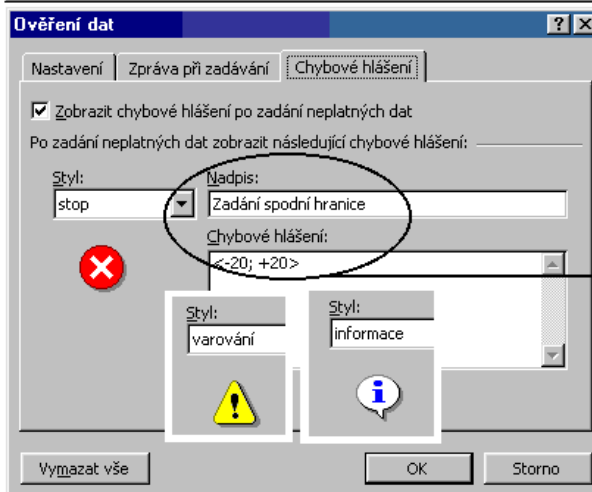 Ověření dat
Nastavení Zpráva při zadávání Chybové hlášení
Zobrazit chybové hlášení po zadání neplatných dat
Po zadání neplatných dat zobrazit následující chybové hlášení:
Styl: Nadpis:
stop Zadání spodní hranice
Chybové hlášení:
<-20; +20>
Styl: Styl:
varování informace
Vymazat vše OK Storno